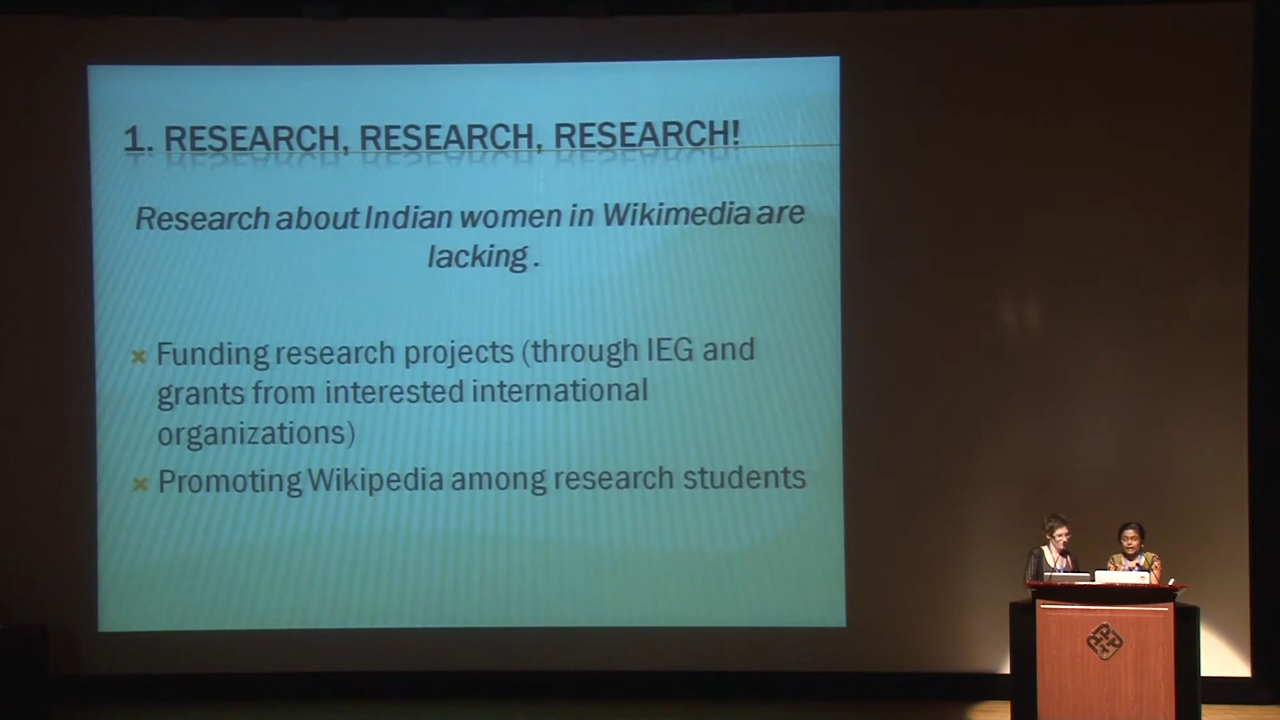 1. RESEARCH, RESEARCH, RESEARCH!
Research about Indian women in Wikimedia are
lacking .
Funding research projects (through IEG and
grants from interested international
organizations)
Promoting Wikipedia among research students